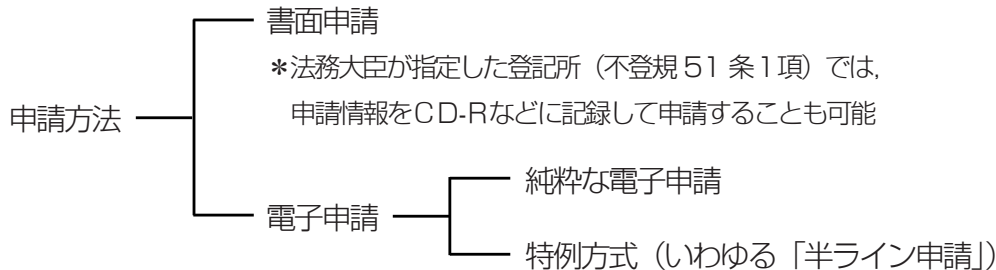 書面申請
＊法務大臣が指定した登記所（不登規51条1項）では，
申請情報をCD-Rなどに記録して申請することも可能
申請方法
純粋な電子申請
電子申請
特例方式（いわゆる「半ライン申請」）